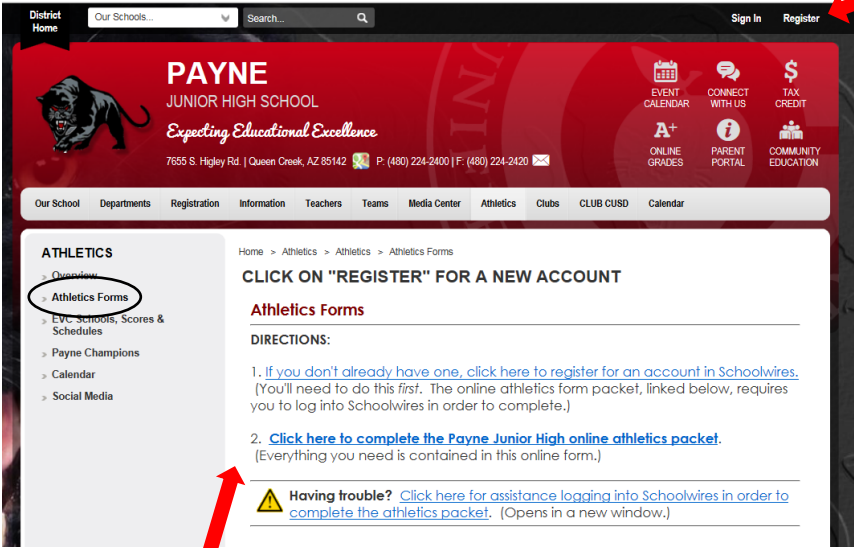 District Home
Our Schools...
Search...
Sign In
Register
PAYNE
JUNIOR HIGH SCHOOL
Expecting Educational Excellence
7655 S. Higley Rd. | Queen Creek, AZ 85142 P: (480) 224-2400 | F: (480) 224-2420
EVENT CALENDAR
CONNECT WITH US
$
TAX CREDIT
A+
ONLINE GRADES
i
PARENT PORTAL
COMMUNITY EDUCATION
Our School Departments Registration Information Teachers Teams Media Center Athletics Clubs CLUB CUSD Calendar
ATHLETICS
» Overview
» Athletics Forms
» EVC Schools, Scores &
Schedules
» Payne Champions
» Calendar
» Social Media
Home > Athletics > Athletics > Athletics Forms
CLICK ON "REGISTER" FOR A NEW ACCOUNT
Athletics Forms
DIRECTIONS:
1. If you don't already have one, click here to register for an account in Schoolwires.
(You'll need to do this first. The online athletics form packet, linked below, requires
you to log into Schoolwires in order to complete.)
2. Click here to complete the Payne Junior High online athletics packet.
(Everything you need is contained in this online form.)
Having trouble? Click here for assistance logging into Schoolwires in order to
complete the athletics packet. (Opens in a new window.)